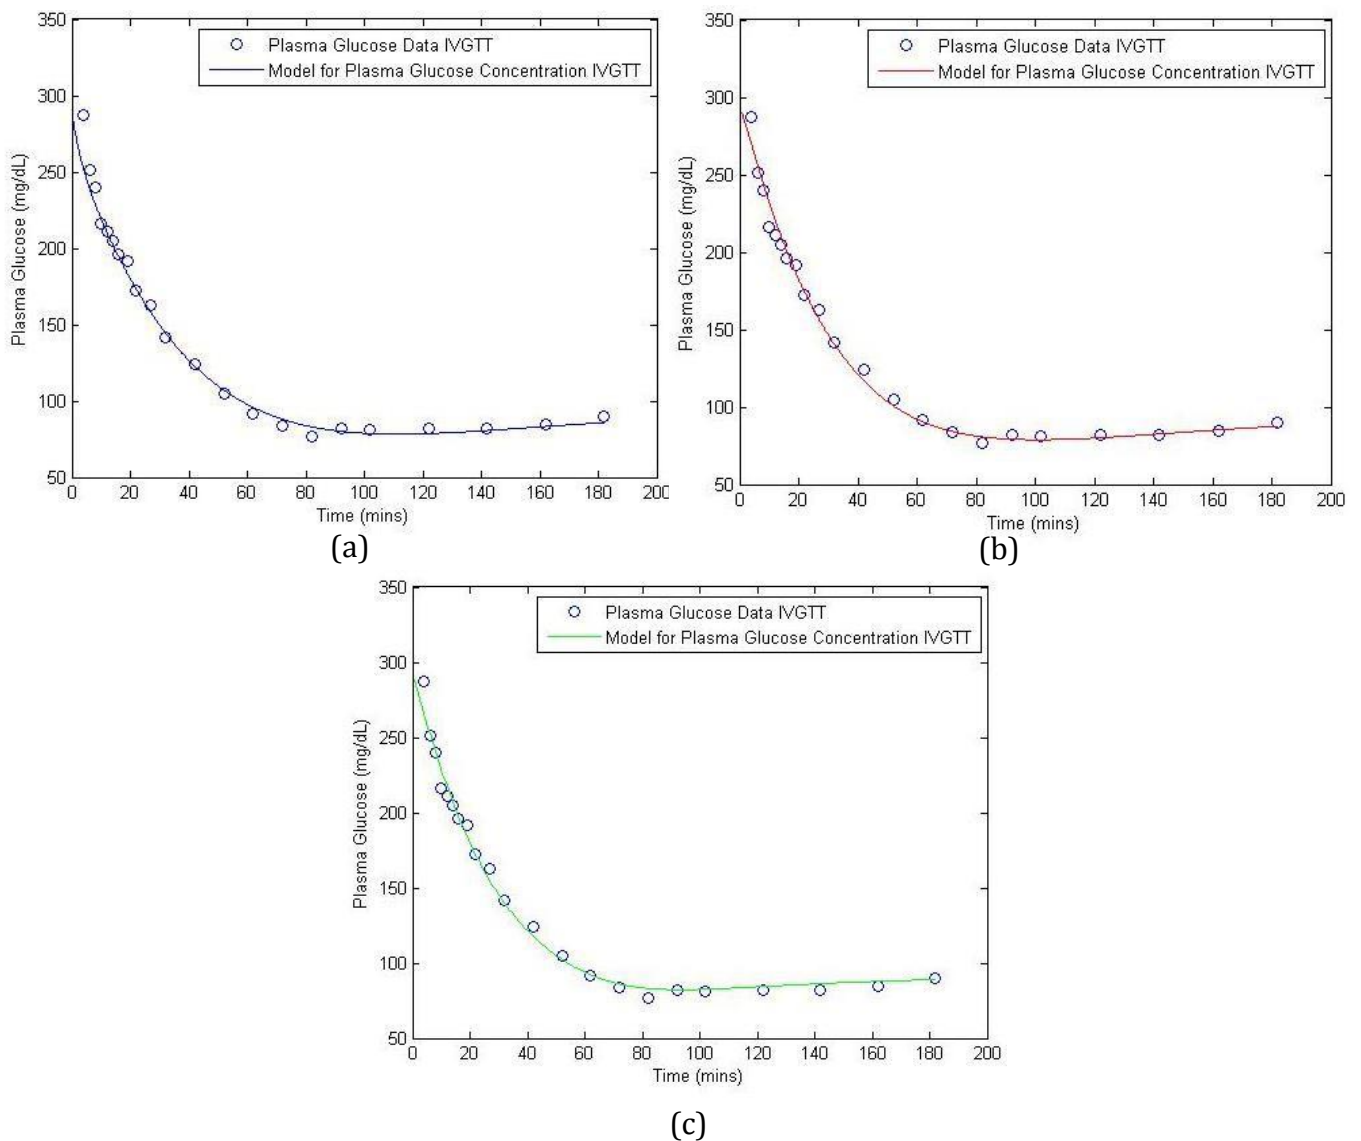 350
300
250
200
150
100
50
Plasma Glucose (mg/dL)
Plasma Glucose Data IVGTT
Model for Plasma Glucose Concentration IVGTT
0 20 40 60 80 100 120 140 160 180 200
Time (mins)
(a)
350
300
250
200
150
100
50
Plasma Glucose (mg/dL)
Plasma Glucose Data IVGTT
Model for Plasma Glucose Concentration IVGTT
0 20 40 60 80 100 120 140 160 180 200
Time (mins)
(b)
350
300
250
200
150
100
50
Plasma Glucose (mg/dL)
Plasma Glucose Data IVGTT
Model for Plasma Glucose Concentration IVGTT
0 20 40 60 80 100 120 140 160 180 200
Time (mins)
(c)